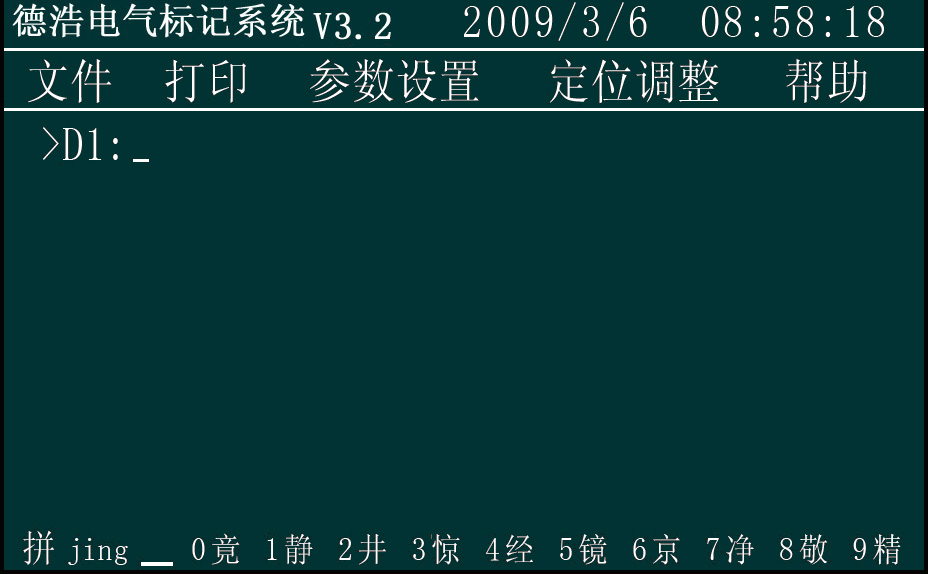 德浩电气标记系统 V3.2 2009/3/6 08:58:18
文件 打印 参数设置 定位调整 帮助
>D1:_
拼 jing __ 0竟 1静 2井 3惊 4经 5镜 6京 7净 8敬 9精